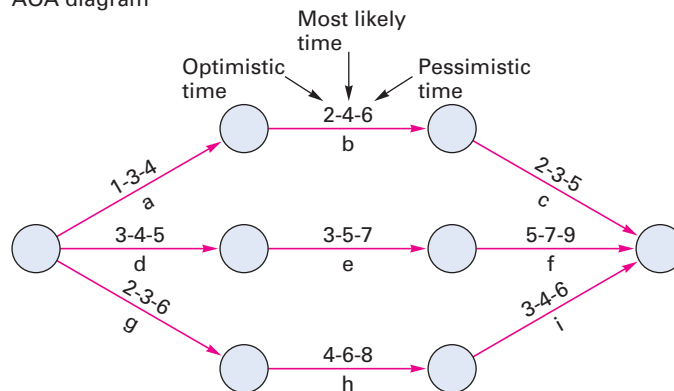 AOA diagram
Most likely
time
Optimistic
time
Pessimistic
time
2-4-6
b
1-3-4
a
2-3-5
c
3-4-5
d
3-5-7
e
5-7-9
f
2-3-6
g
4-6-8
h
3-4-6
i